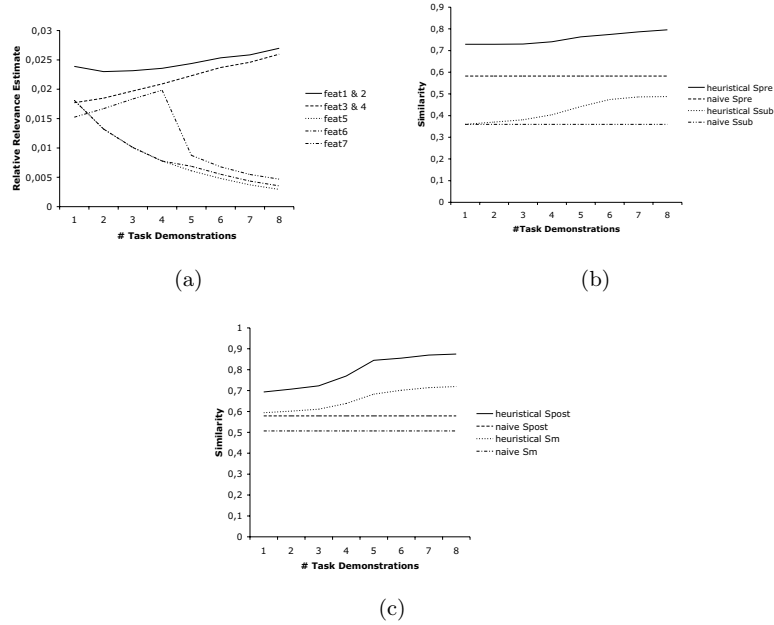 0,03
0,025
0,02
0,015
0,01
0,005
0
Relative Relevance Estimate
1 2 3 4 5 6 7 8
# Task Demonstrations
feat1 & 2
feat3 & 4
feat5
feat6
feat7
(a)
0,9
0,8
0,7
0,6
0,5
0,4
0,3
0,2
0,1
0
Similarity
1 2 3 4 5 6 7 8
#Task Demonstrations
heuristical Spre
naive Spre
heuristical Ssub
naive Ssub
(b)
1
0,9
0,8
0,7
0,6
0,5
0,4
0,3
0,2
0,1
0
Similarity
1 2 3 4 5 6 7 8
# Task Demonstrations
heuristical Spost
naive Spost
heuristical Sm
naive Sm
(c)